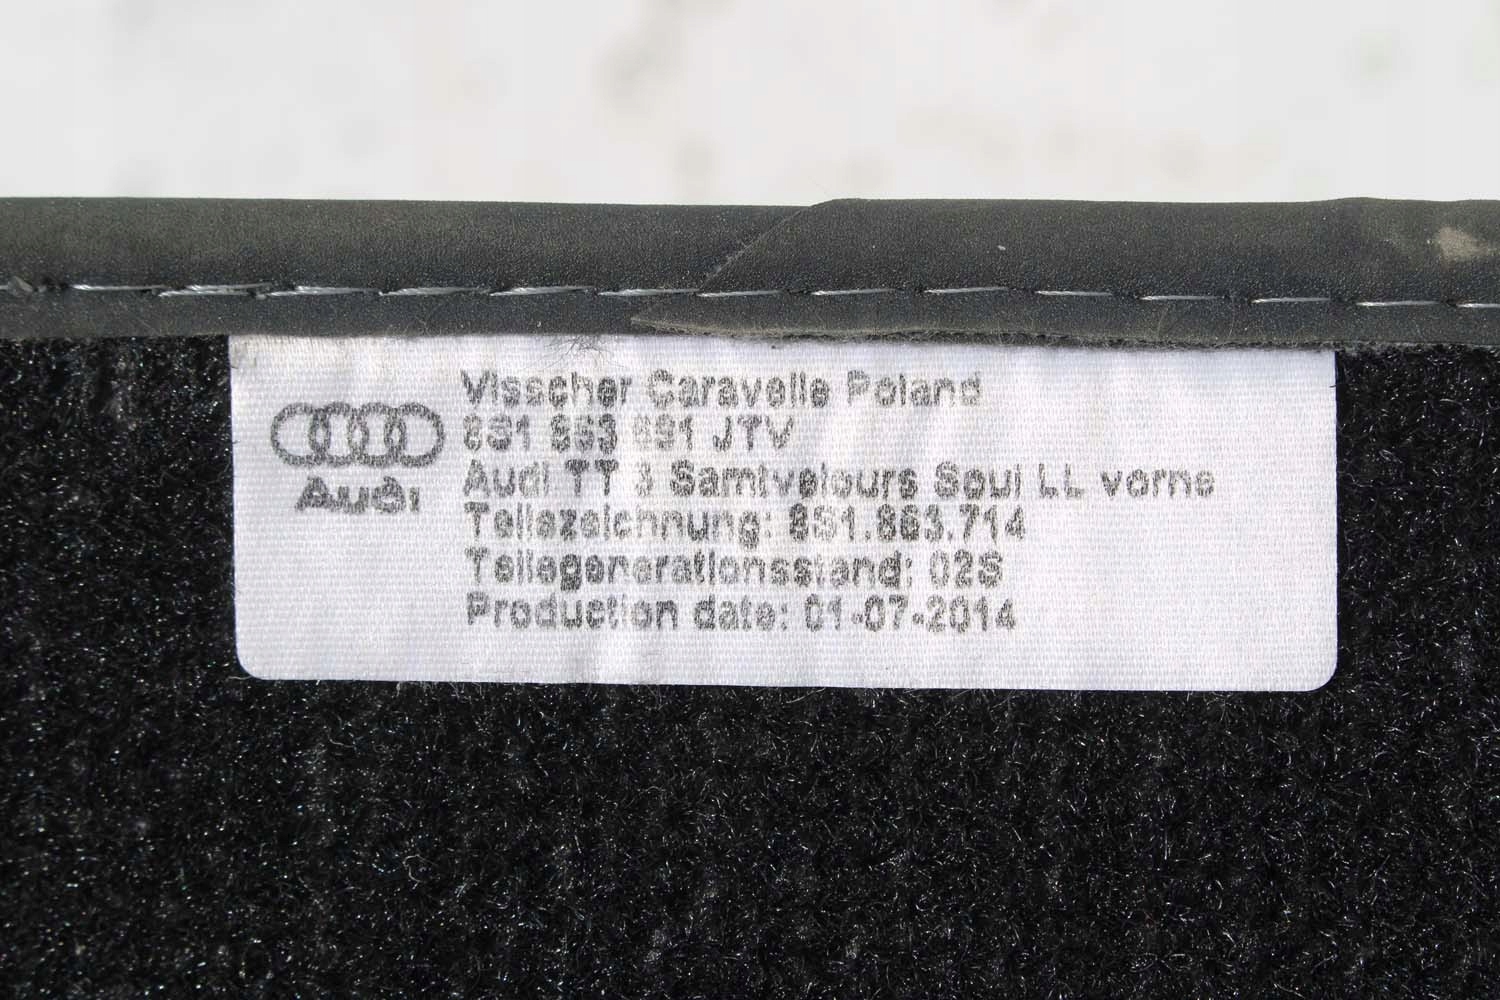 Visscher Caravelle Poland
8S1 863 691 JTV
Audi TT 3 Samtvelours Soul LL vorne
Teilezeichnung: 8S1.863.714
Teilegenerationsstand: 02S
Production date: 01-07-2014
Audi